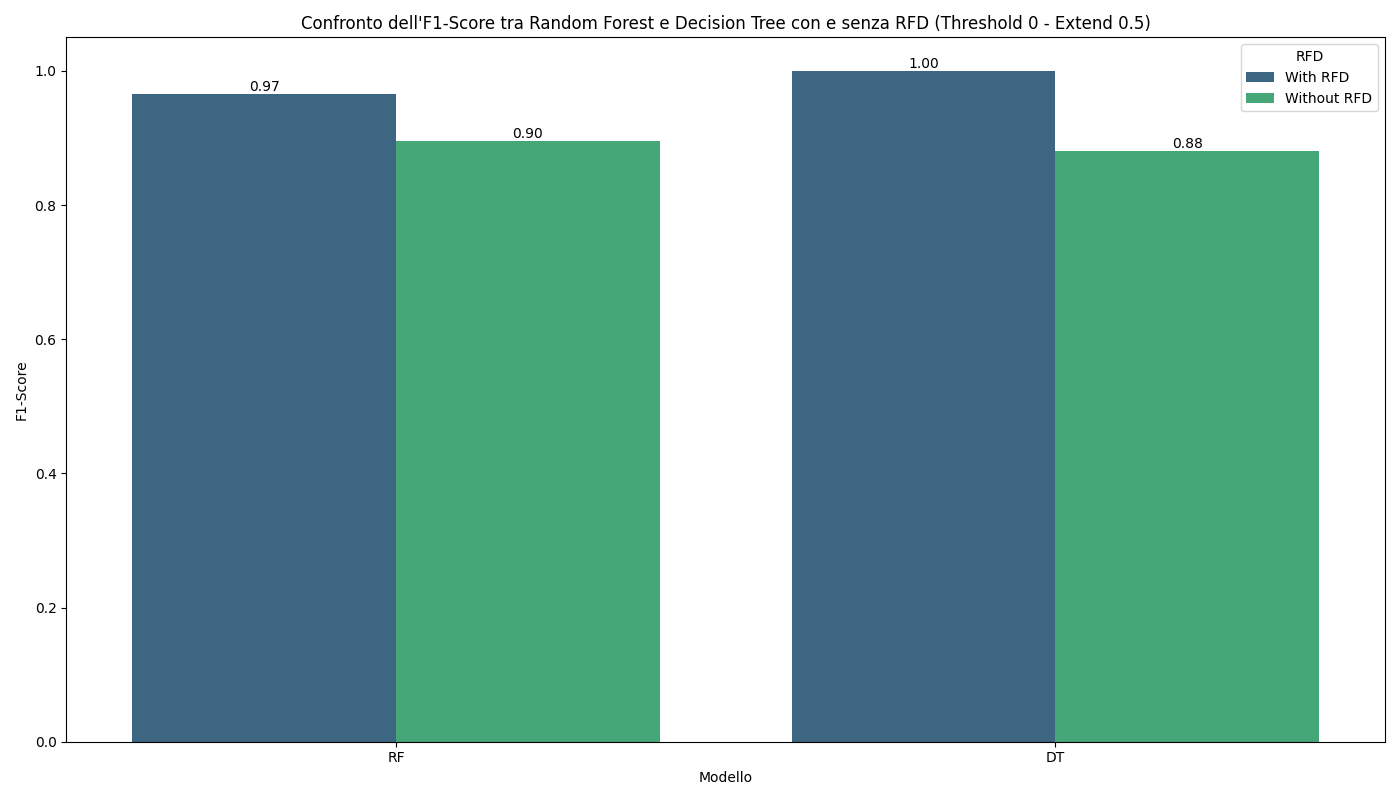 Confronto dell'F1-Score tra Random Forest e Decision Tree con e senza RFD (Threshold 0 - Extend 0.5)
RFD
With RFD
Without RFD
0.97
0.90
1.00
0.88
1.0
0.8
0.6
0.4
0.2
0.0
F1-Score
RF
DT
Modello